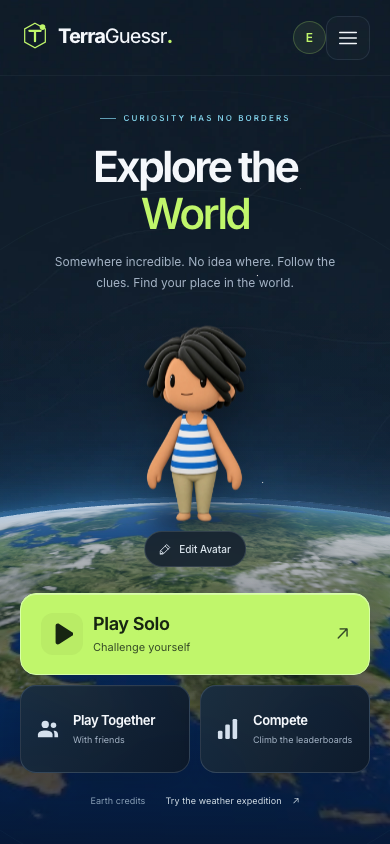 TerraGuessr.
E
CURIOSITY HAS NO BORDERS
Explore the
World
Somewhere incredible. No idea where. Follow the
clues. Find your place in the world.
Edit Avatar
Play Solo
Challenge yourself
Play Together
With friends
Compete
Climb the leaderboards
Earth credits
Try the weather expedition ↗